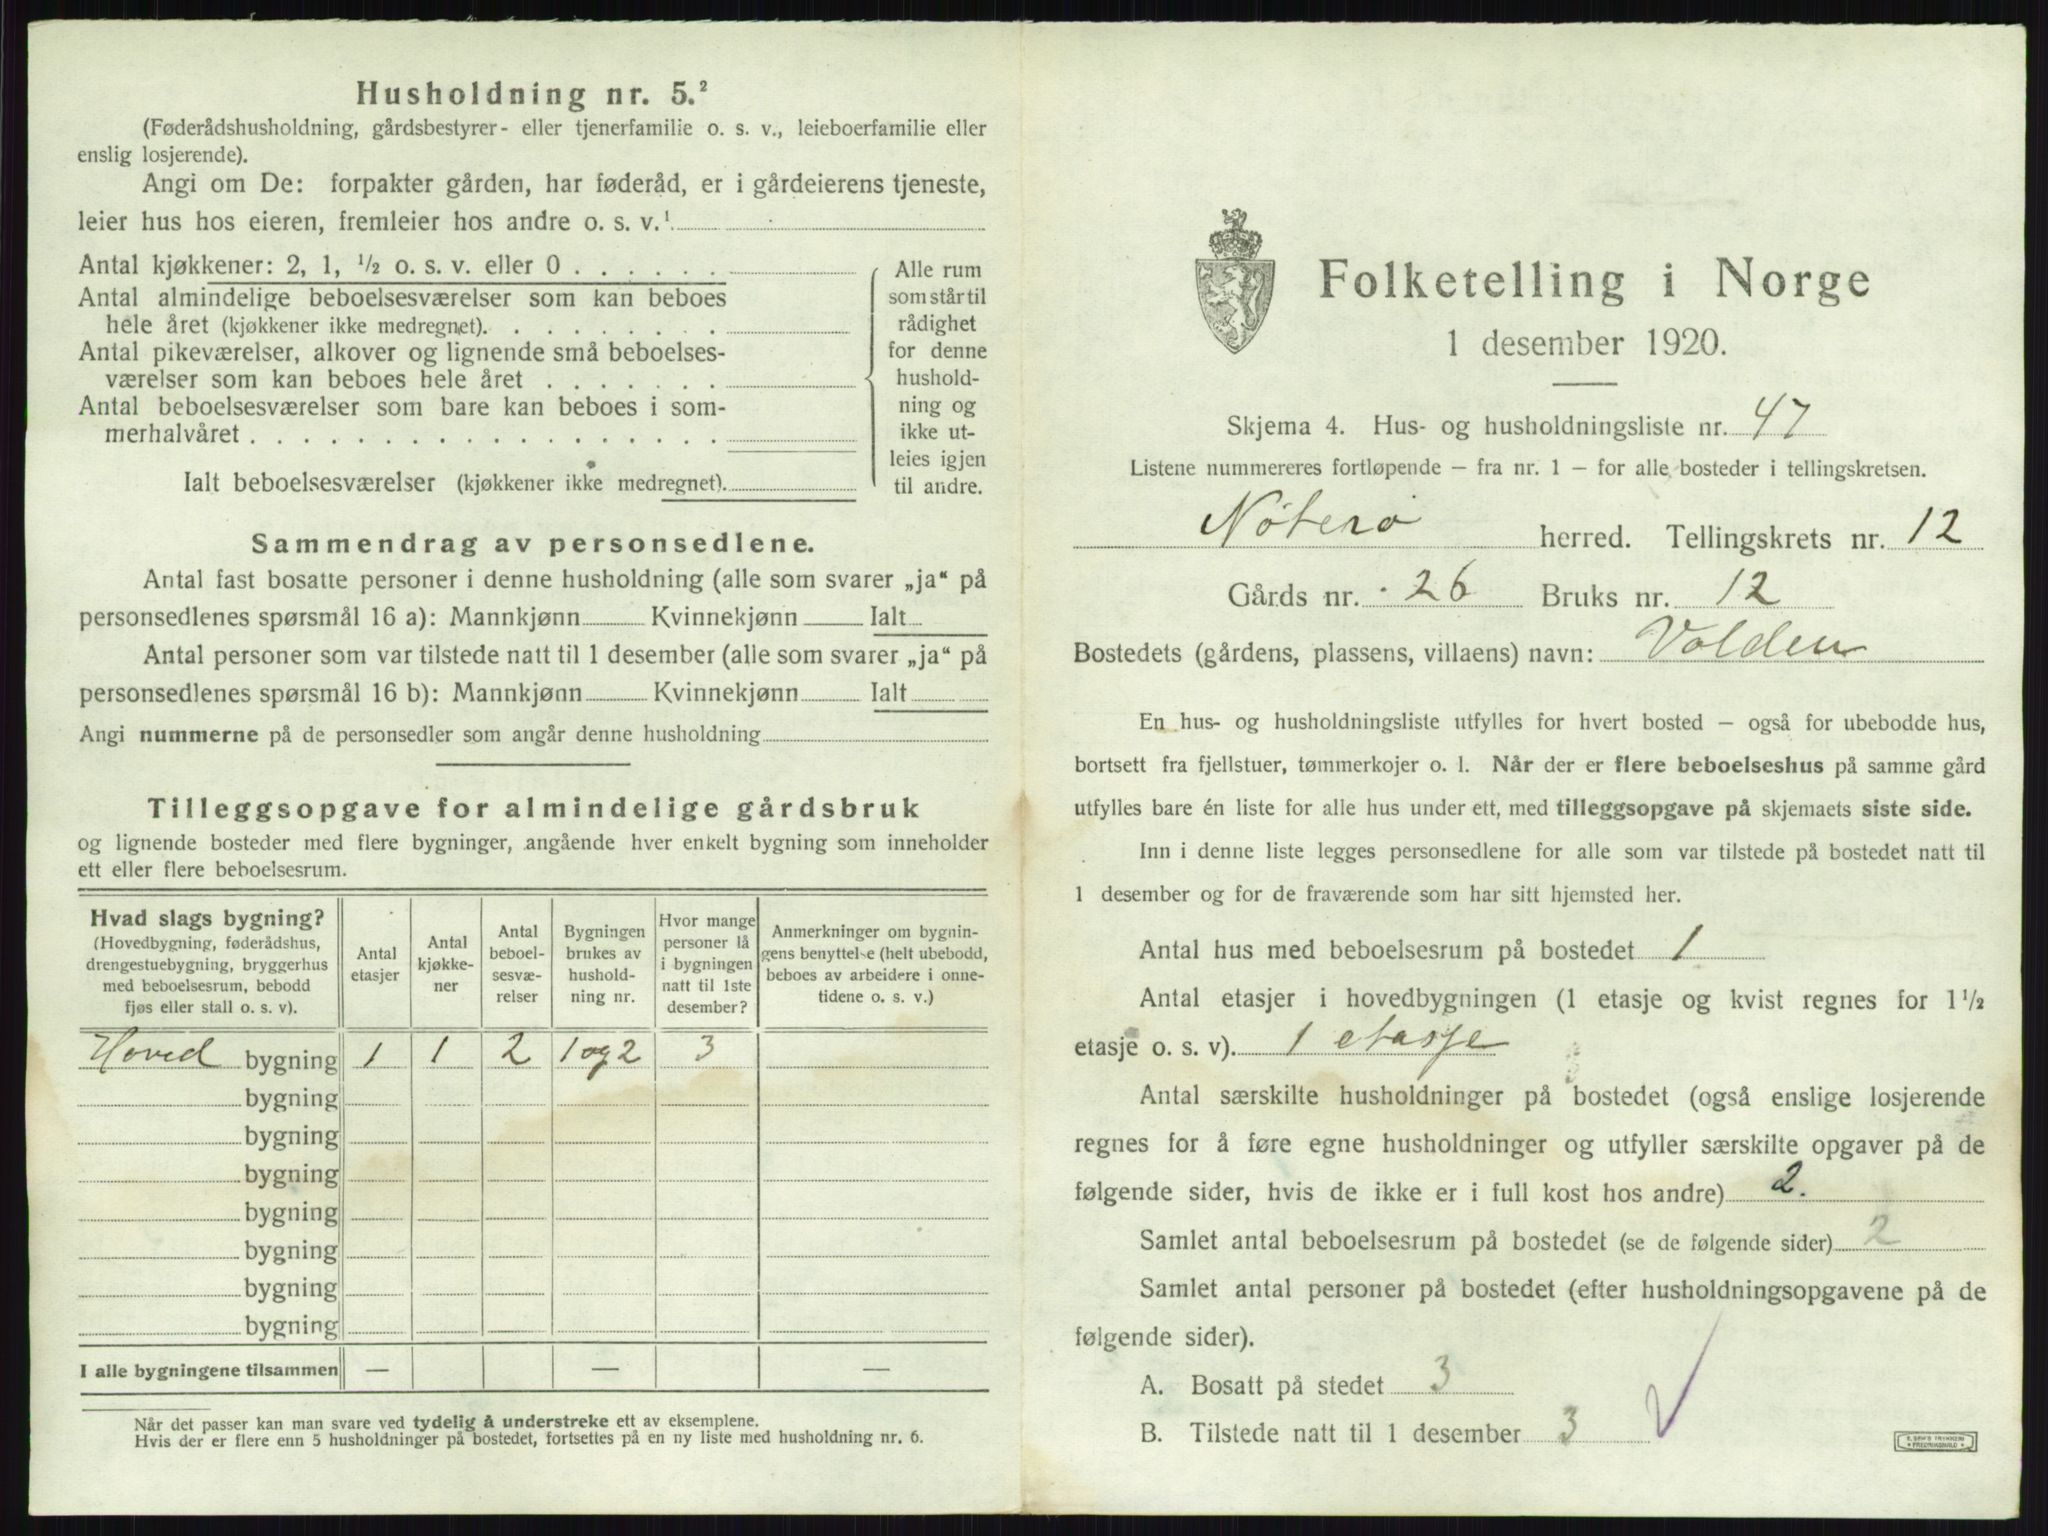 Husholdning nr. 5.²
(Føderådshusholdning, gårdsbestyrer- eller tjenerfamilie o. s. v., leieboerfamilie eller
enslig losjerende).
Angi om De: forpakter gården, har føderåd, er i gårdeierens tjeneste,
leier hus hos eieren, fremleier hos andre o. s. v.¹
Antal kjøkkener: 2, 1, ½ o. s. v. eller 0 . . . . . .
Antal almindelige beboelsesværelser som kan beboes
hele året (kjøkkener ikke medregnet). . . . . . . . .
Antal pikeværelser, alkover og lignende små beboelses-
værelser som kan beboes hele året . . . . . . .
Antal beboelsesværelser som bare kan beboes i som-
merhalvåret . . . . . . . . . . . . . . . . . .
Ialt beboelsesværelser (kjøkkener ikke medregnet).
Alle rum
som står til
rådighet
for denne
hushold-
ning og
ikke ut-
leies igjen
til andre.
Sammendrag av personsedlene.
Antal fast bosatte personer i denne husholdning (alle som svarer „ja“ på
personsedlenes spørsmål 16 a): Mannkjønn Kvinnekjønn Ialt
Antal personer som var tilstede natt til 1 desember (alle som svarer „ja“ på
personsedlenes spørsmål 16 b): Mannkjønn Kvinnekjønn Ialt
Angi nummerne på de personsedler som angår denne husholdning
Tilleggsopgave for almindelige gårdsbruk
og lignende bosteder med flere bygninger, angående hver enkelt bygning som inneholder
ett eller flere beboelsesrum.
Hvad slags bygning?
(Hovedbygning, føderådshus,
drengestuebygning, bryggerhus
med beboelsesrum, bebodd
fjøs eller stall o. s. v).
Antal
etasjer
Antal
kjøkke-
ner
Antal
beboel-
sesvæ-
relser
Bygningen
brukes av
hushold-
ning nr.
Hvor mange
personer lå
i bygningen
natt til 1ste
desember?
Anmerkninger om bygnin-
gens benyttelse (helt ubebodd,
beboes av arbeidere i onne-
tidene o. s. v.)
Hoved bygning 1 1 2 1 og 2 3
bygning
bygning
bygning
bygning
bygning
bygning
bygning
I alle bygningene tilsammen — — —
Når det passer kan man svare ved tydelig å understreke ett av eksemplene.
Hvis der er flere enn 5 husholdninger på bostedet, fortsettes på en ny liste med husholdning nr. 6.
Folketelling i Norge
1 desember 1920.
Skjema 4. Hus- og husholdningsliste nr. 47
Listene nummereres fortløpende – fra nr. 1 – for alle bosteder i tellingskretsen.
Nøterø herred. Tellingskrets nr. 12
Gårds nr. 26 Bruks nr. 12
Bostedets (gårdens, plassens, villaens) navn: Volden
En hus- og husholdningsliste utfylles for hvert bosted – også for ubebodde hus,
bortsett fra fjellstuer, tømmerkojer o. l. Når der er flere beboelseshus på samme gård
utfylles bare én liste for alle hus under ett, med tilleggsopgave på skjemaets siste side.
Inn i denne liste legges personsedlene for alle som var tilstede på bostedet natt til
1 desember og for de fraværende som har sitt hjemsted her.
Antal hus med beboelsesrum på bostedet 1
Antal etasjer i hovedbygningen (1 etasje og kvist regnes for 1½
etasje o. s. v). 1 etasje
Antal særskilte husholdninger på bostedet (også enslige losjerende
regnes for å føre egne husholdninger og utfyller særskilte opgaver på de
følgende sider, hvis de ikke er i full kost hos andre) 2.
Samlet antal beboelsesrum på bostedet (se de følgende sider) 2
Samlet antal personer på bostedet (efter husholdningsopgavene på de
følgende sider).
A. Bosatt på stedet 3
B. Tilstede natt til 1 desember 3